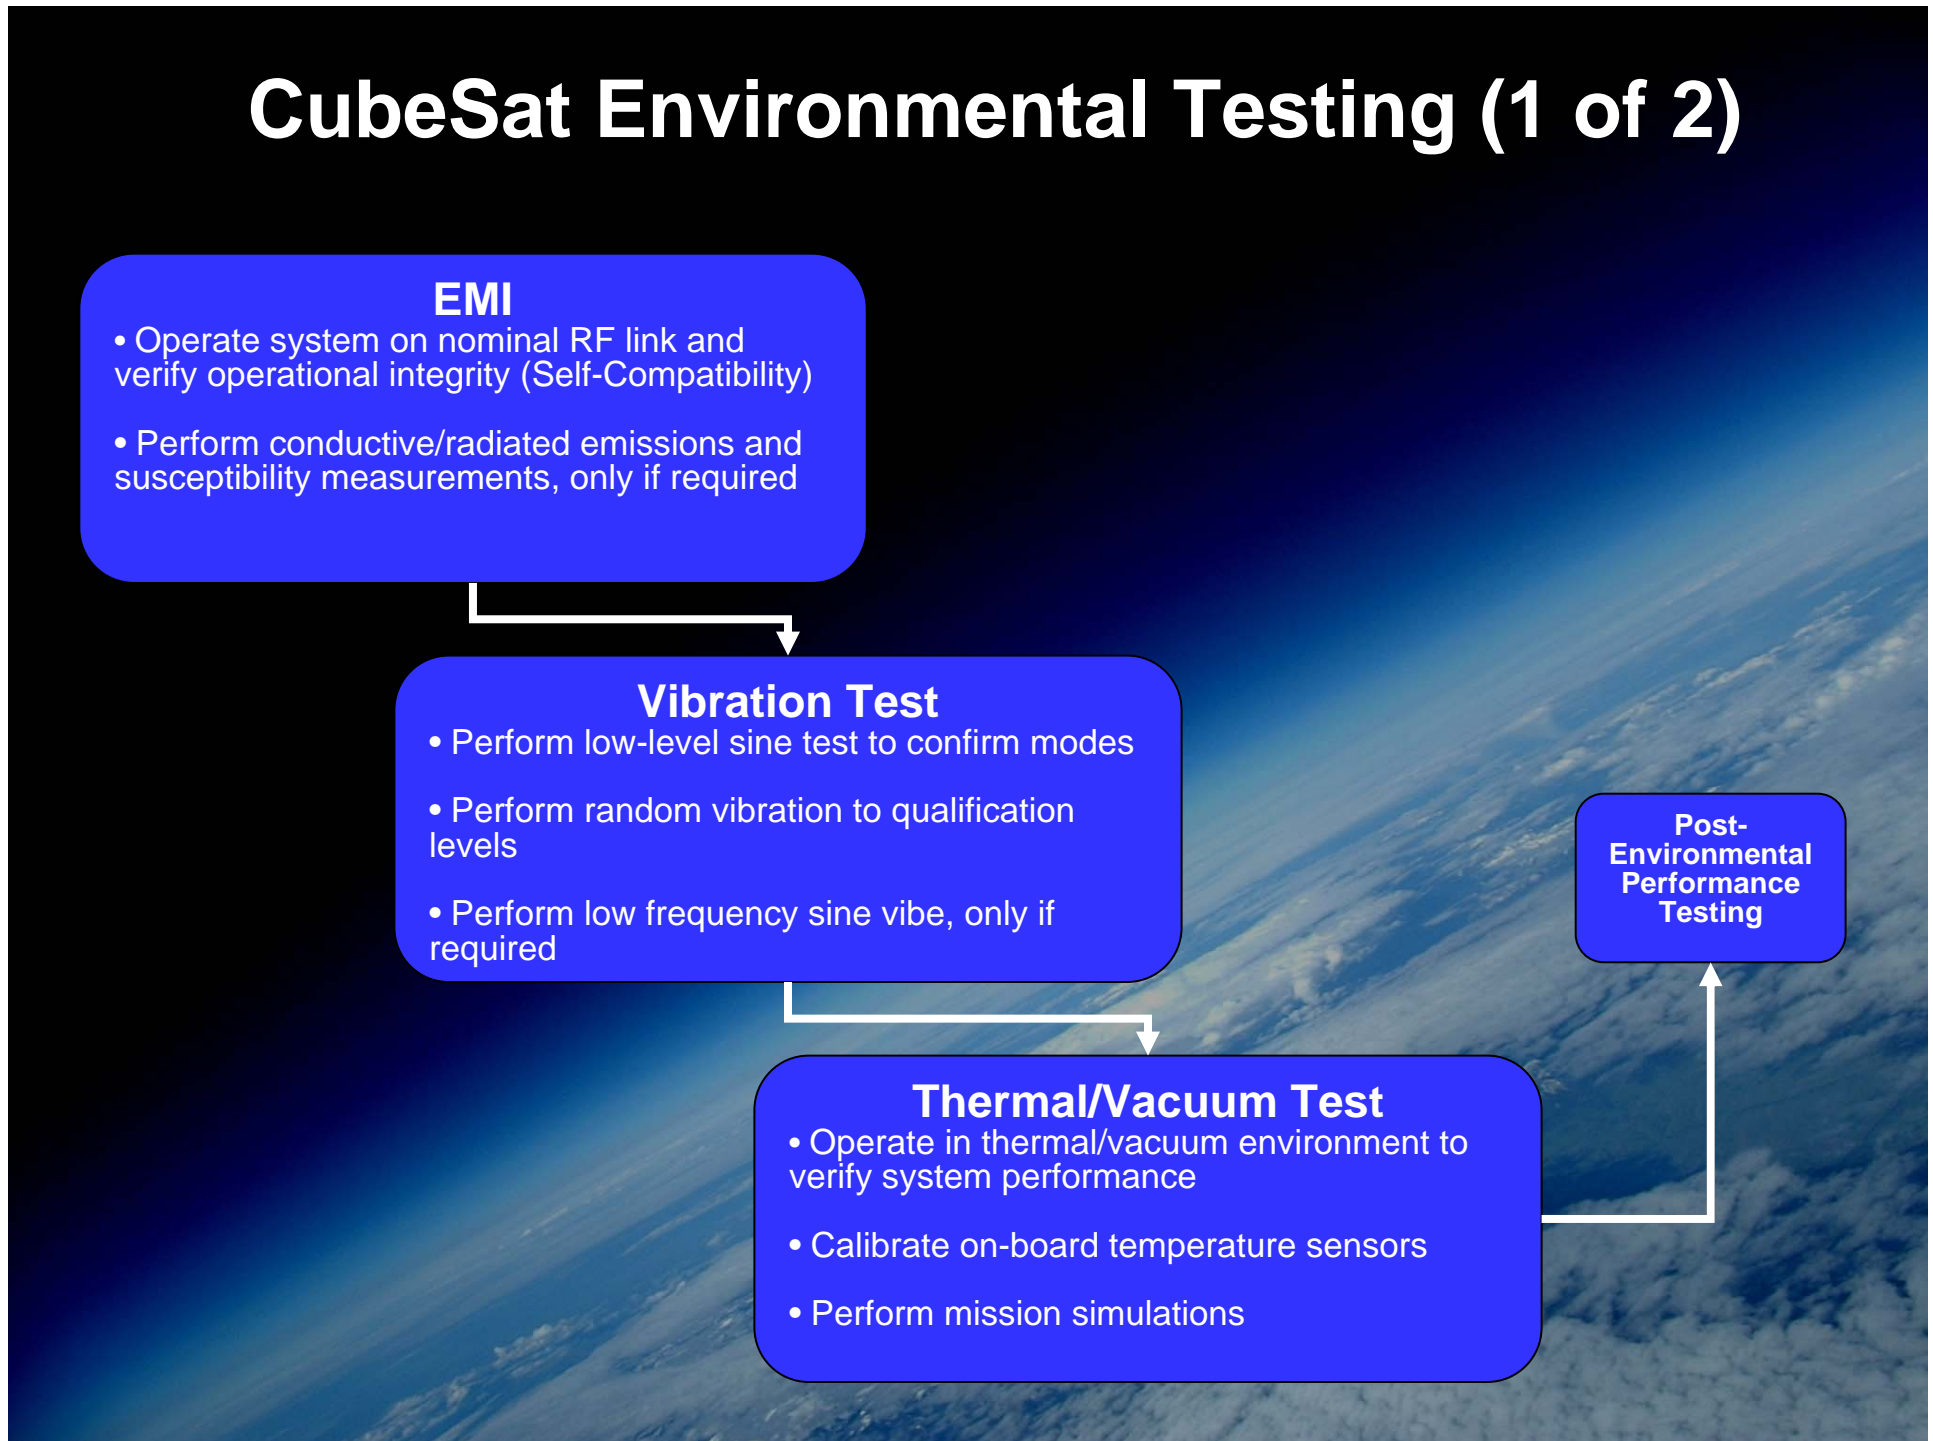 CubeSat Environmental Testing (1 of 2)
EMI
• Operate system on nominal RF link and
verify operational integrity (Self-Compatibility)
• Perform conductive/radiated emissions and
susceptibility measurements, only if required
Vibration Test
• Perform low-level sine test to confirm modes
• Perform random vibration to qualification
levels
• Perform low frequency sine vibe, only if
required
Thermal/Vacuum Test
• Operate in thermal/vacuum environment to
verify system performance
• Calibrate on-board temperature sensors
• Perform mission simulations
Post-
Environmental
Performance
Testing